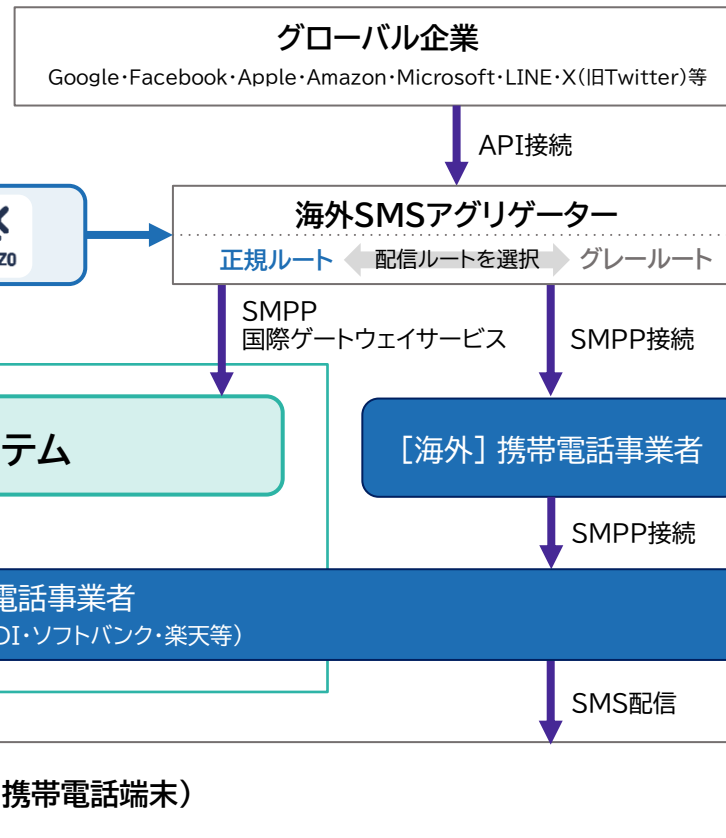 グローバル企業
Google・Facebook・Apple・Amazon・Microsoft・LINE・X(旧Twitter)等
API接続
ZO
海外SMSアグリゲーター
正規ルート
配信ルートを選択
グレールート
SMPP
国際ゲートウェイサービス
SMPP接続
テム
[海外] 携帯電話事業者
SMPP接続
電話事業者
DI・ソフトバンク・楽天等)
SMS配信
携帯電話端末)